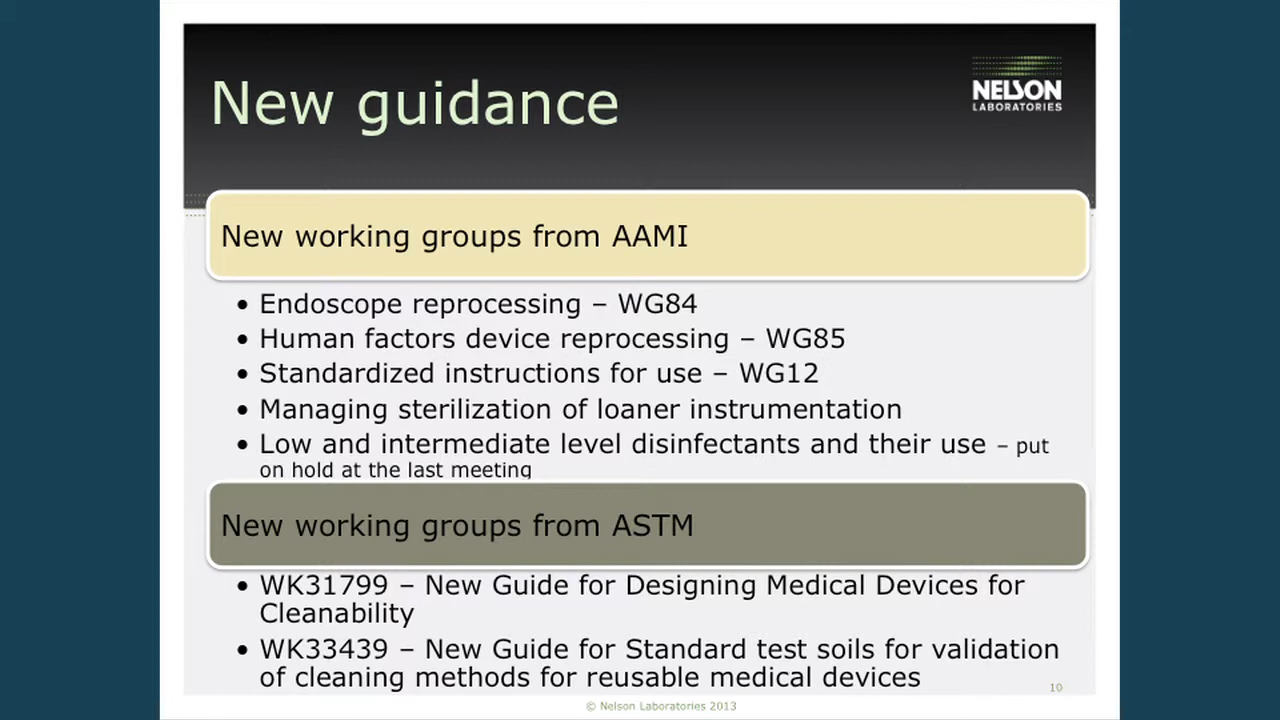 New guidance
NELSON
LABORATORIES
New working groups from AAMI
• Endoscope reprocessing – WG84
• Human factors device reprocessing – WG85
• Standardized instructions for use – WG12
• Managing sterilization of loaner instrumentation
• Low and intermediate level disinfectants and their use – put
on hold at the last meeting
New working groups from ASTM
• WK31799 – New Guide for Designing Medical Devices for
Cleanability
• WK33439 – New Guide for Standard test soils for validation
of cleaning methods for reusable medical devices
10
© Nelson Laboratories 2013